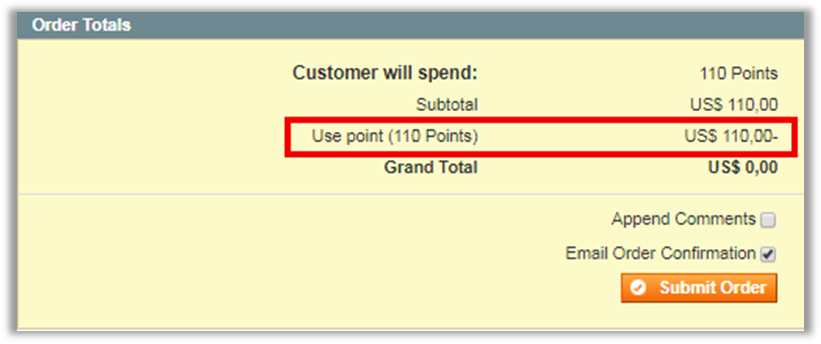 Order Totals
Customer will spend: 110 Points
Subtotal US$ 110,00
Use point (110 Points) US$ 110,00-
Grand Total US$ 0,00
Append Comments
Email Order Confirmation
Submit Order